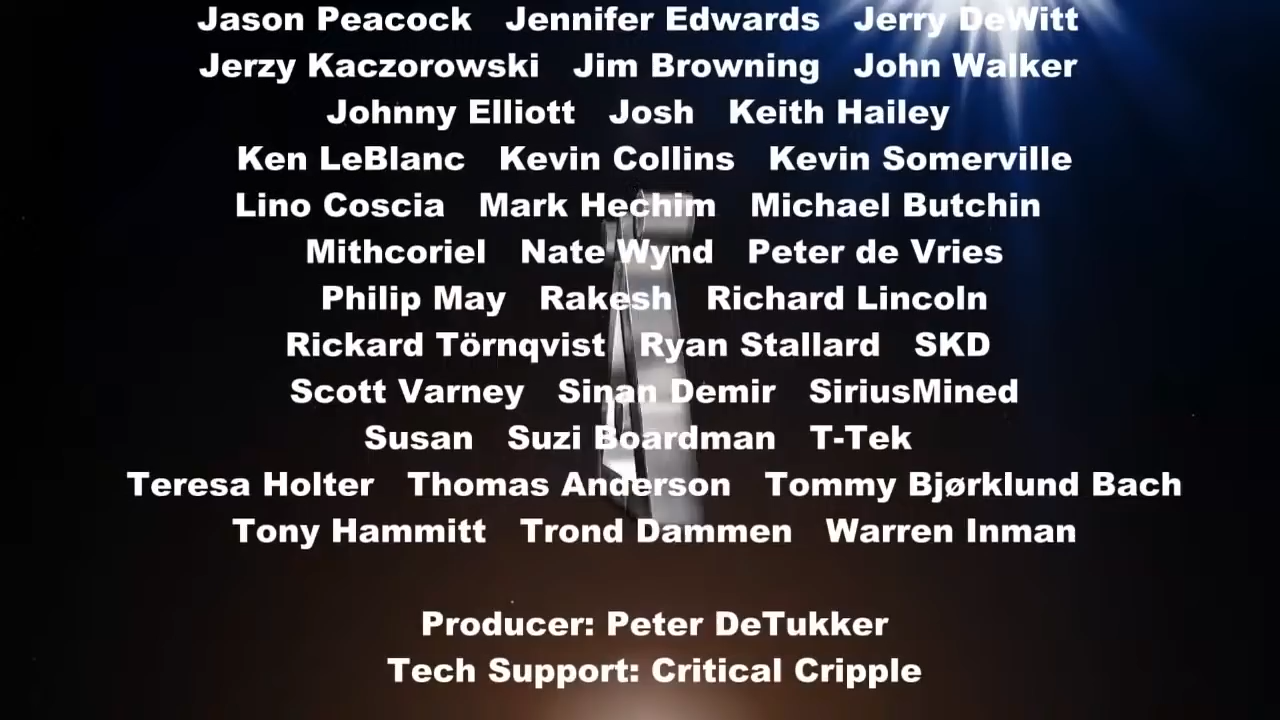 Jason Peacock Jennifer Edwards Jerry DeWitt
Jerzy Kaczorowski Jim Browning John Walker
Johnny Elliott Josh Keith Hailey
Ken LeBlanc Kevin Collins Kevin Somerville
Lino Coscia Mark Hechim Michael Butchin
Mithcoriel Nate Wynd Peter de Vries
Philip May Rakesh Richard Lincoln
Rickard Törnqvist Ryan Stallard SKD
Scott Varney Sinan Demir SiriusMined
Susan Suzi Boardman T-Tek
Teresa Holter Thomas Anderson Tommy Bjørklund Bach
Tony Hammitt Trond Dammen Warren Inman
Producer: Peter DeTukker
Tech Support: Critical Cripple